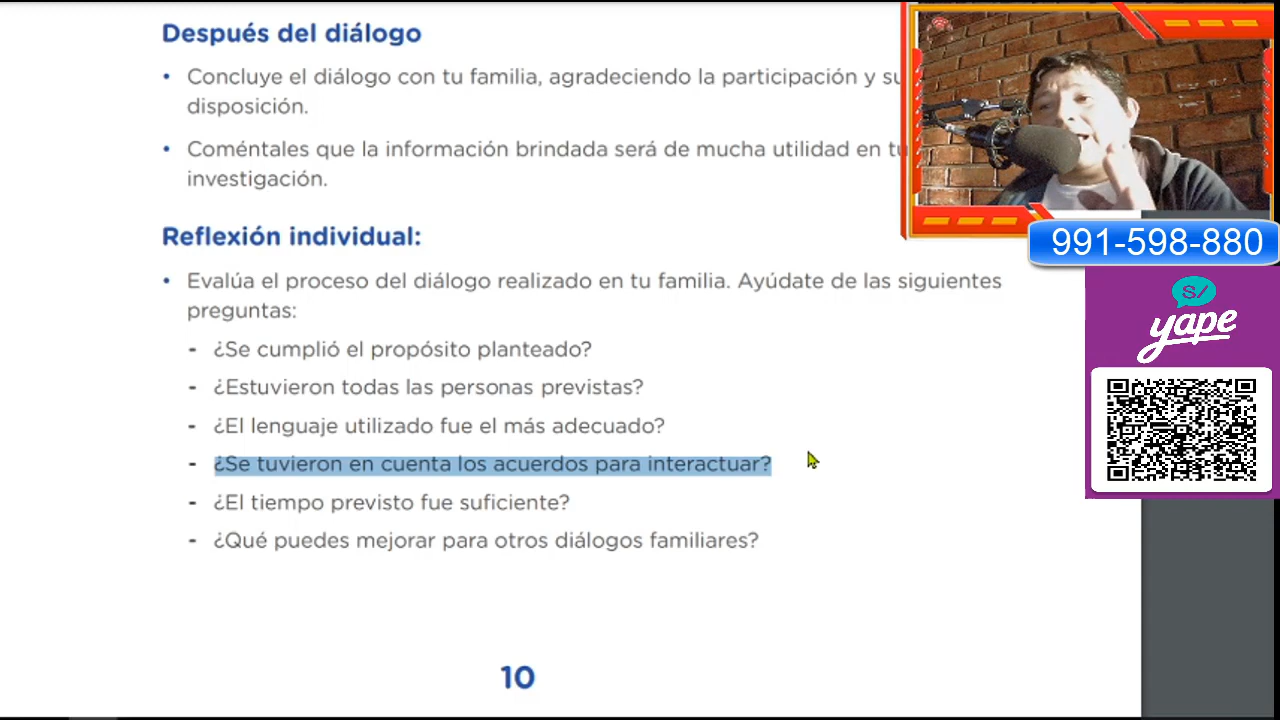 Después del diálogo
• Concluye el diálogo con tu familia, agradeciendo la participación y su
disposición.
• Coméntales que la información brindada será de mucha utilidad en tu
investigación.
Reflexión individual:
• Evalúa el proceso del diálogo realizado en tu familia. Ayúdate de las siguientes
preguntas:
- ¿Se cumplió el propósito planteado?
- ¿Estuvieron todas las personas previstas?
- ¿El lenguaje utilizado fue el más adecuado?
- ¿Se tuvieron en cuenta los acuerdos para interactuar?
- ¿El tiempo previsto fue suficiente?
- ¿Qué puedes mejorar para otros diálogos familiares?
10
991-598-880
S/
yape